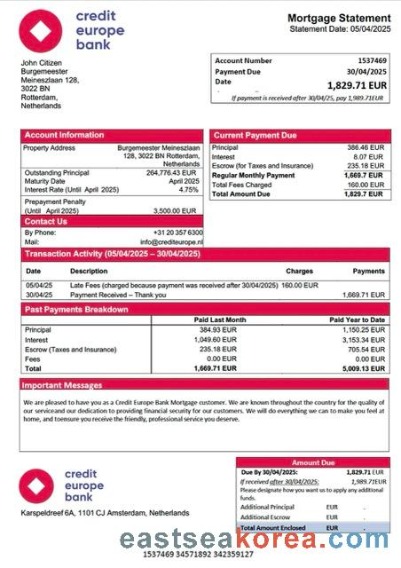 credit
europe
bank
Mortgage Statement
Statement Date: 05/04/2025
John Citizen
Burgemeester
Meineszlaan 128,
3022 BN
Rotterdam,
Netherlands
Account Number 1537469
Payment Due 30/04/2025
Date 1,829.71 EUR
If payment is received after 30/04/25, pay 1,989.71EUR
Account Information
Property Address Burgemeester Meineszlaan
128, 3022 BN Rotterdam,
Netherlands
Outstanding Principal 264,776.43 EUR
Maturity Date April 2025
Interest Rate (Until April 2025) 4.75%
Prepayment Penalty
(Until April 2025) 3,500.00 EUR
Contact Us
By Phone: +31 20 357 6300
Mail: info@crediteurope.nl
Current Payment Due
Principal 386.46 EUR
Interest 8.07 EUR
Escrow (for Taxes and Insurance) 235.18 EUR
Regular Monthly Payment 1,669.7 EUR
Total Fees Charged 160.00 EUR
Total Amount Due 1,829.7 EUR
Transaction Activity (05/04/2025 – 30/04/2025)
Date Description Charges Payments
05/04/25 Late Fees (charged because payment was received after 30/04/2025) 160.00 EUR
30/04/25 Payment Received – Thank you 1,669.71 EUR
Past Payments Breakdown
Paid Last Month Paid Year to Date
Principal 384.93 EUR 1,150.25 EUR
Interest 1,049.60 EUR 3,153.34 EUR
Escrow (Taxes and Insurance) 235.18 EUR 705.54 EUR
Fees 0.00 EUR 0.00 EUR
Total 1,669.71 EUR 5,009.13 EUR
Important Messages
We are pleased to have you as a Credit Europe Bank Mortgage customer. We are known throughout the country for the quality of
our serviceand our dedication to providing financial security for our customers. We will do everything we can to make you feel at
home, and toensure you receive the friendly, professional service you deserve.
credit
europe
bank
Karspeldreef 6A, 1101 CJ Amsterdam, Netherlands
Amount Due
Due By 30/04/2025: 1,829.71 EUR
If received after 30/04/2025: 1,989.71EUR
Please designate how you want us to apply any additional
funds.
Additional Principal EUR .
Additional Escrow EUR .
Total Amount Enclosed EUR .
eastseakorea.com
1537469 34571892 342359127